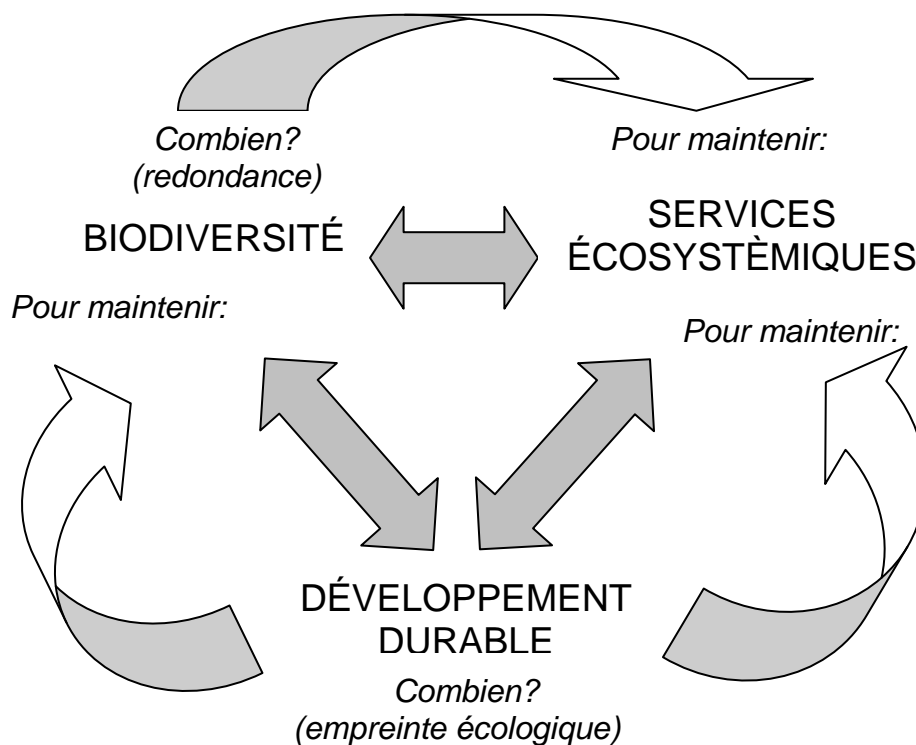 Combien?
(redondance)
Pour maintenir:
BIODIVERSITÉ
SERVICES
ÉCOSYSTÈMIQUES
Pour maintenir:
Pour maintenir:
DÉVELOPPEMENT
DURABLE
Combien?
(empreinte écologique)